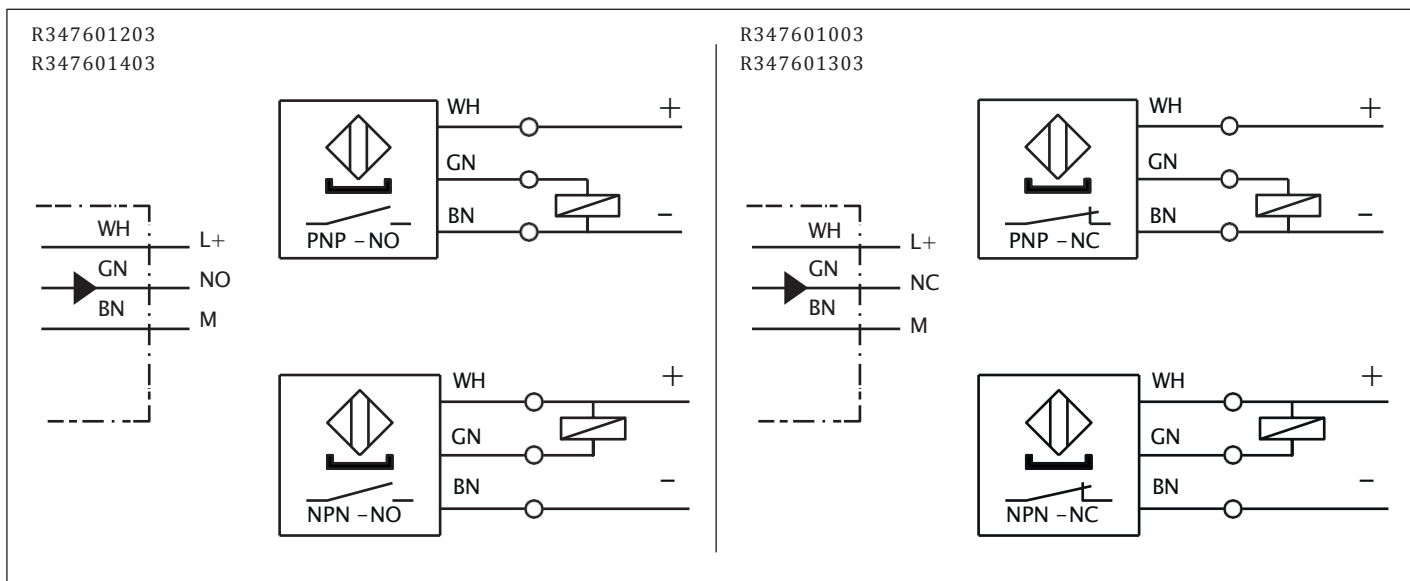 R347601203
R347601403
WH
+
GN
BN
−
PNP –NO
WH
L+
GN
NO
BN
M
WH
+
GN
BN
−
NPN –NO
R347601003
R347601303
WH
+
GN
BN
−
PNP –NC
WH
L+
GN
NC
BN
M
WH
+
GN
BN
−
NPN –NC